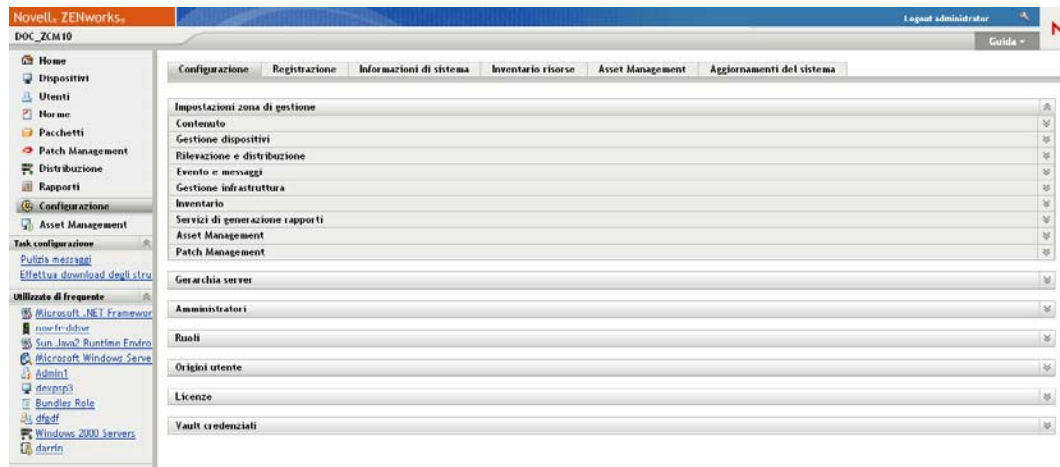 Novell® ZENworks®
Logout administrator
DOC_ZCM10
Guida
Home
Dispositivi
Utenti
Norme
Pacchetti
Patch Management
Distribuzione
Rapporti
Configurazione
Asset Management
Task configurazione
Pulizia messaggi
Effettua download degli stru
Utilizzato di frequente
Microsoft .NET Framewor
Sun Java2 Runtime Enviro
Microsoft Windows Serve
Admin1
dexpsp3
Bundles Role
dfgdf
Windows 2000 Servers
darrin
Configurazione Registrazione Informazioni di sistema Inventario risorse Asset Management Aggiornamenti del sistema
Impostazioni zona di gestione
Contenuto
Gestione dispositivi
Rilevazione e distribuzione
Evento e messaggi
Gestione infrastruttura
Inventario
Servizi di generazione rapporti
Asset Management
Patch Management
Gerarchia server
Amministratori
Ruoli
Origini utente
Licenze
Vault credenziali